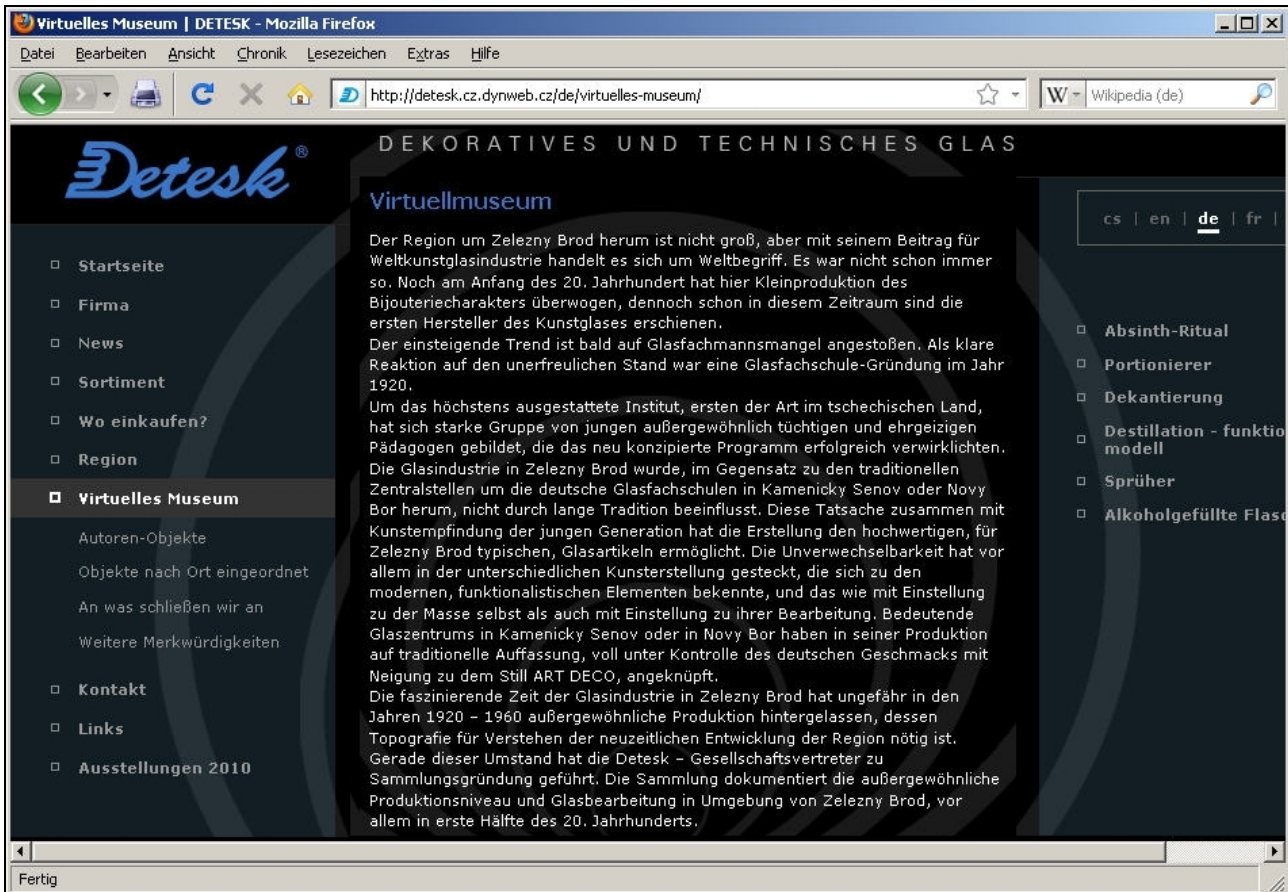 Virtuelles Museum | DETESK - Mozilla Firefox
Datei Bearbeiten Ansicht Chronik Lesezeichen Extras Hilfe
http://detesk.cz.dynweb.cz/de/virtuelles-museum/
W Wikipedia (de)
Detesk®
DEKORATIVES UND TECHNISCHES GLAS
cs | en | de | fr |
Startseite
Firma
News
Sortiment
Wo einkaufen?
Region
Virtuelles Museum
Autoren-Objekte
Objekte nach Ort eingeordnet
An was schließen wir an
Weitere Merkwürdigkeiten
Kontakt
Links
Ausstellungen 2010
Virtuellmuseum
Der Region um Zelezny Brod herum ist nicht groß, aber mit seinem Beitrag für
Weltkunstglasindustrie handelt es sich um Weltbegriff. Es war nicht schon immer
so. Noch am Anfang des 20. Jahrhundert hat hier Kleinproduktion des
Bijouteriecharakters überwogen, dennoch schon in diesem Zeitraum sind die
ersten Hersteller des Kunstglases erschienen.
Der einsteigende Trend ist bald auf Glasfachmannsmangel angestoßen. Als klare
Reaktion auf den unerfreulichen Stand war eine Glasfachschule-Gründung im Jahr
1920.
Um das höchstens ausgestattete Institut, ersten der Art im tschechischen Land,
hat sich starke Gruppe von jungen außergewöhnlich tüchtigen und ehrgeizigen
Pädagogen gebildet, die das neu konzipierte Programm erfolgreich verwirklichten.
Die Glasindustrie in Zelezny Brod wurde, im Gegensatz zu den traditionellen
Zentralstellen um die deutsche Glasfachschulen in Kamenicky Senov oder Novy
Bor herum, nicht durch lange Tradition beeinflusst. Diese Tatsache zusammen mit
Kunstempfindung der jungen Generation hat die Erstellung den hochwertigen, für
Zelezny Brod typischen, Glasartikeln ermöglicht. Die Unverwechselbarkeit hat vor
allem in der unterschiedlichen Kunsterstellung gesteckt, die sich zu den
modernen, funktionalistischen Elementen bekennte, und das wie mit Einstellung
zu der Masse selbst als auch mit Einstellung zu ihrer Bearbeitung. Bedeutende
Glaszentrums in Kamenicky Senov oder in Novy Bor haben in seiner Produktion
auf traditionelle Auffassung, voll unter Kontrolle des deutschen Geschmacks mit
Neigung zu dem Still ART DECO, angeknüpft.
Die faszinierende Zeit der Glasindustrie in Zelezny Brod hat ungefähr in den
Jahren 1920 – 1960 außergewöhnliche Produktion hintergelassen, dessen
Topografie für Verstehen der neuzeitlichen Entwicklung der Region nötig ist.
Gerade dieser Umstand hat die Detesk – Gesellschaftsvertreter zu
Sammlungsgründung geführt. Die Sammlung dokumentiert die außergewöhnliche
Produktionsniveau und Glasbearbeitung in Umgebung von Zelezny Brod, vor
allem in erste Hälfte des 20. Jahrhunderts.
Absinth-Ritual
Portionierer
Dekantierung
Destillation - funktio
modell
Sprüher
Alkoholgefüllte Flasc
Fertig